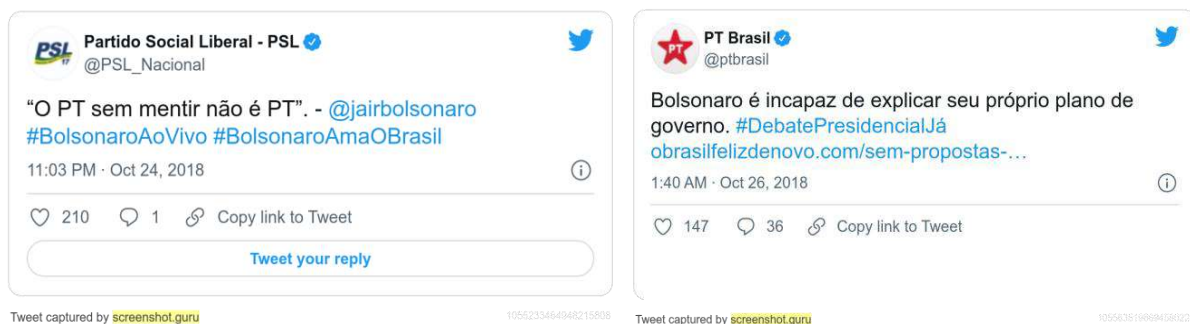 PSL
17
Partido Social Liberal - PSL
@PSL_Nacional
“O PT sem mentir não é PT”. - @jairbolsonaro
#BolsonaroAoVivo #BolsonaroAmaOBrasil
11:03 PM · Oct 24, 2018
210 1 Copy link to Tweet
Tweet your reply
Tweet captured by screenshot.guru
PT
PT Brasil
@ptbrasil
Bolsonaro é incapaz de explicar seu próprio plano de
governo. #DebatePresidencialJá
obrasilfelizdenovo.com/sem-propostas-…
1:40 AM · Oct 26, 2018
147 36 Copy link to Tweet
Tweet captured by screenshot.guru